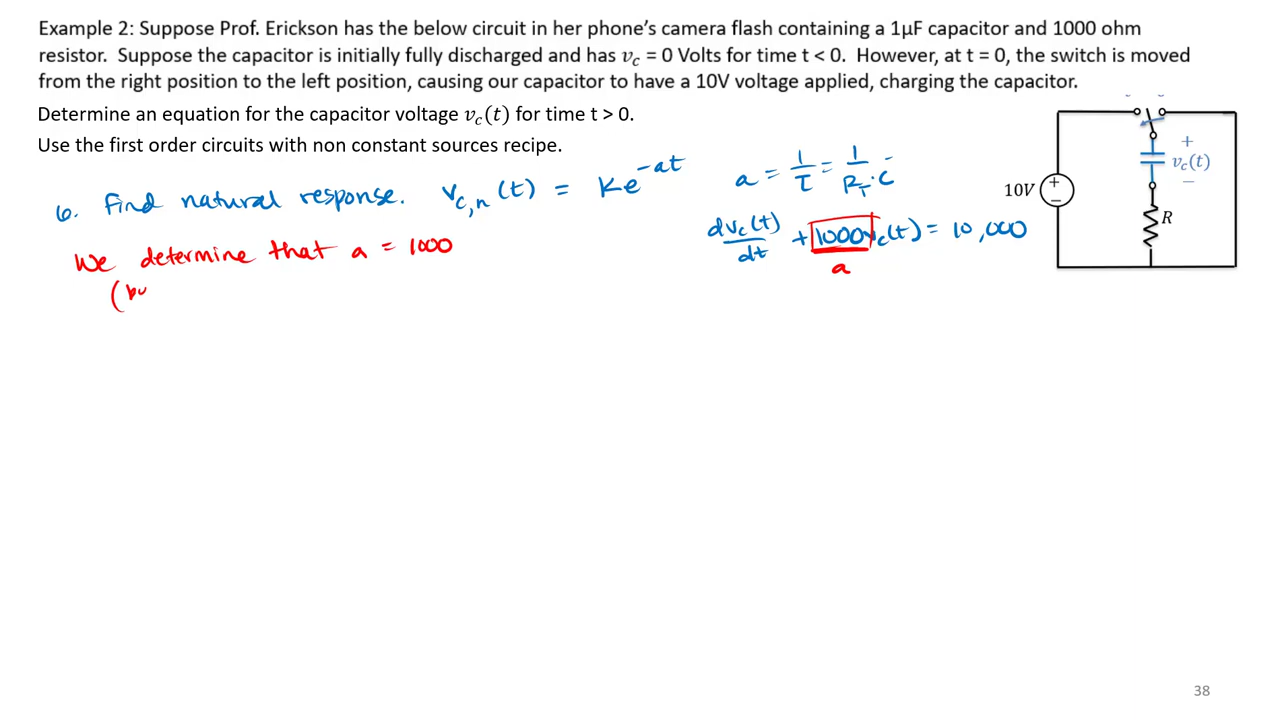 Example 2: Suppose Prof. Erickson has the below circuit in her phone's camera flash containing a 1µF capacitor and 1000 ohm
resistor. Suppose the capacitor is initially fully discharged and has v_c = 0 Volts for time t < 0. However, at t = 0, the switch is moved
from the right position to the left position, causing our capacitor to have a 10V voltage applied, charging the capacitor.
Determine an equation for the capacitor voltage v_c(t) for time t > 0.
Use the first order circuits with non constant sources recipe.
6. Find natural response. v_{c,n}(t) = Ke^{-at}
a = 1/τ = 1/(R_T·C)
dv_c(t)/dt + 1000v_c(t) = 10,000
a
We determine that a = 1000
+
v_c(t)
−
10V
+
−
R
38